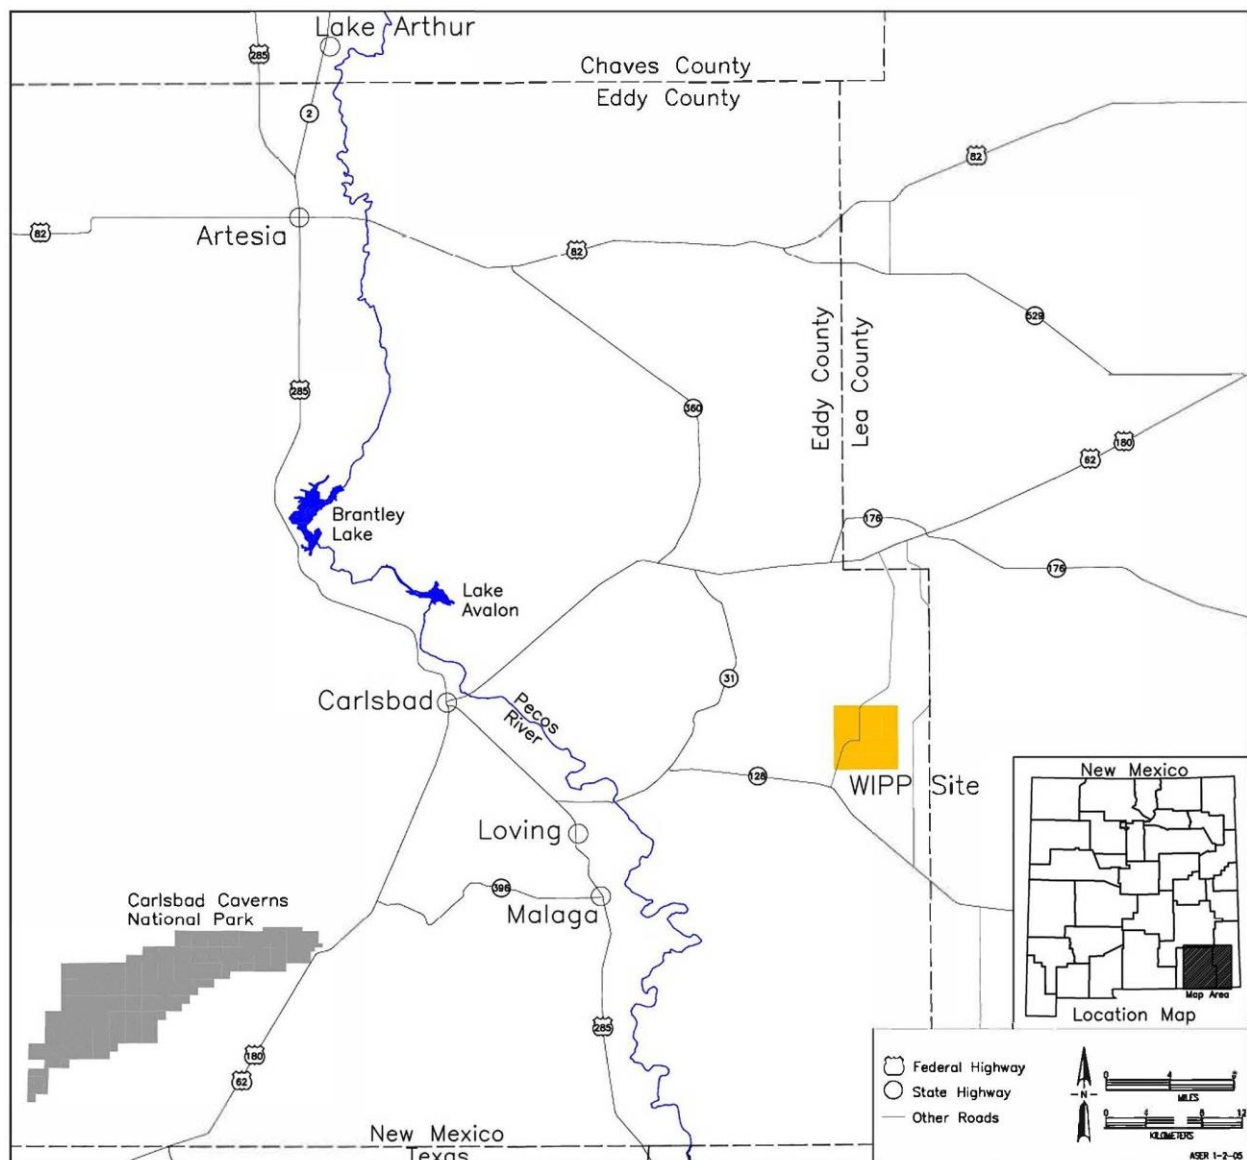 Lake Arthur
285
Chaves County
Eddy County
2
82
Artesia
82
82
Eddy County
Lea County
529
285
360
180
62
Brantley
Lake
176
176
Lake
Avalon
31
Carlsbad
Pecos
River
128
WIPP Site
Loving
396
Malaga
Carlsbad Caverns
National Park
285
180
62
New Mexico
Texas
New Mexico
Map Area
Location Map
Federal Highway
State Highway
Other Roads
N
0 4
MILES
0 4 8 12
KILOMETERS
ASER 1-2-05